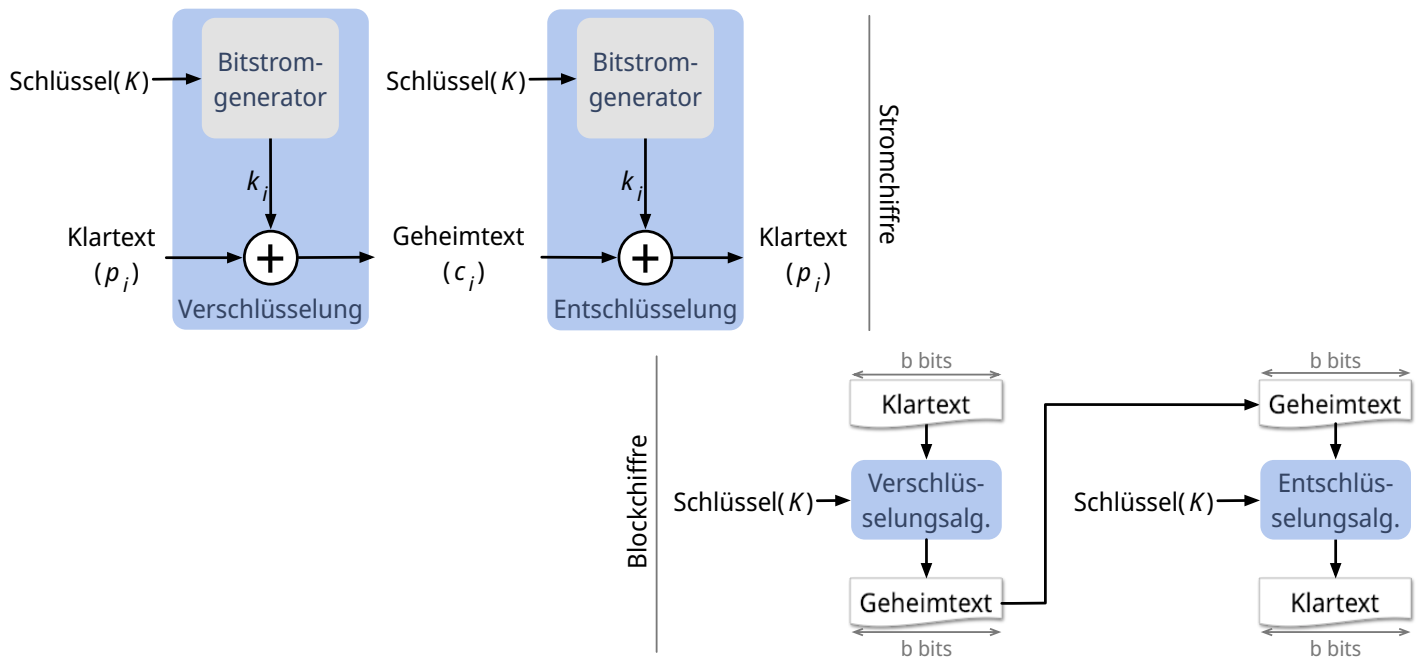 Schlüssel(K)
Bitstrom-
generator
k i
Klartext
(p i)
+
Verschlüsselung
Schlüssel(K)
Bitstrom-
generator
k i
Geheimtext
(c i)
+
Entschlüsselung
Klartext
(p i)
Stromchiffre
Blockchiffre
b bits
Klartext
Schlüssel(K)
Verschlüs-
selungsalg.
Geheimtext
b bits
b bits
Geheimtext
Schlüssel(K)
Entschlüs-
selungsalg.
Klartext
b bits